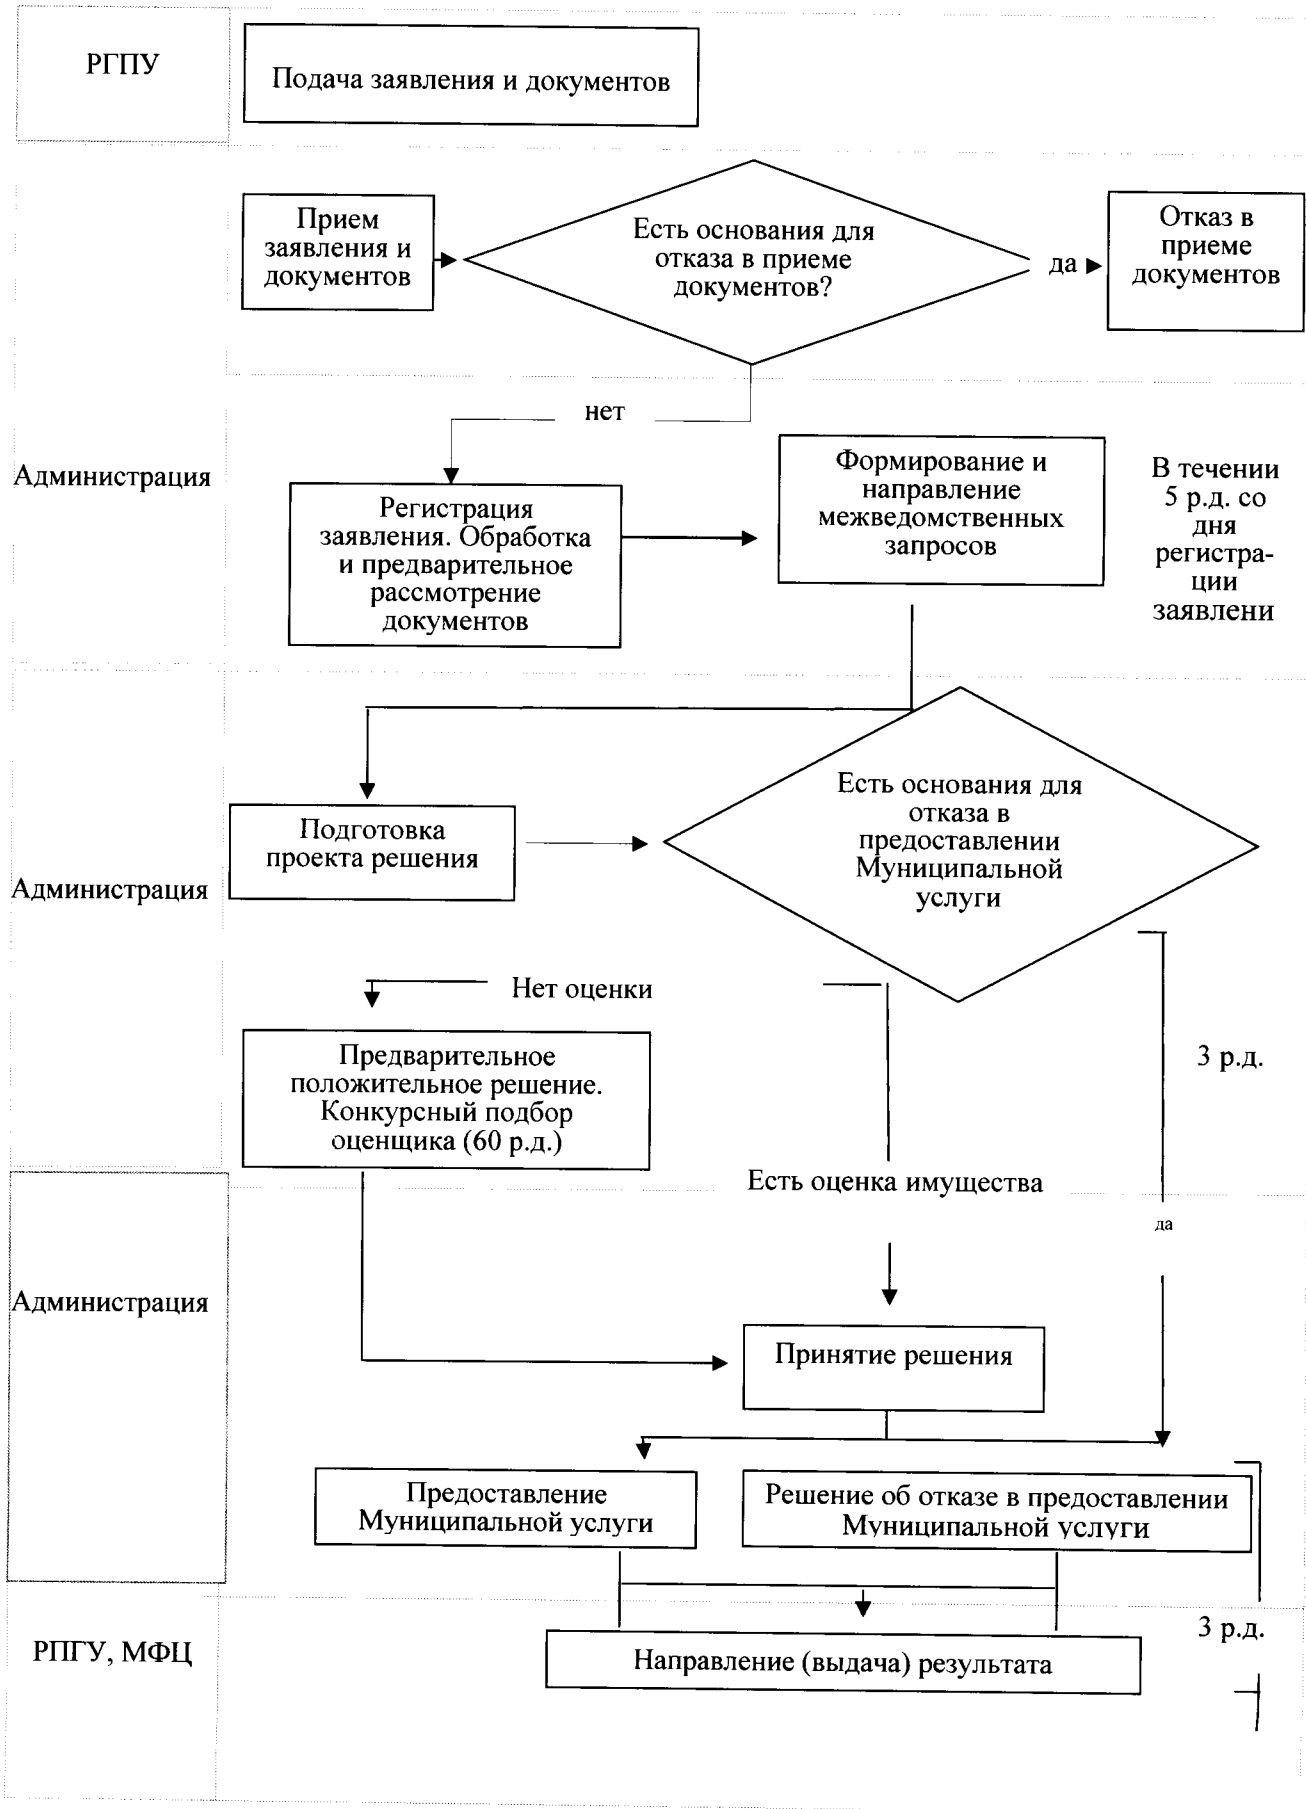 РГПУ
Подача заявления и документов
Прием
заявления и
документов
Есть основания для
отказа в приеме
документов?
да
Отказ в
приеме
документов
нет
Администрация
Регистрация
заявления. Обработка
и предварительное
рассмотрение
документов
Формирование и
направление
межведомственных
запросов
В течении
5 р.д. со
дня
регистра-
ции
заявлени
Администрация
Подготовка
проекта решения
Есть основания для
отказа в
предоставлении
Муниципальной
услуги
Нет оценки
Предварительное
положительное решение.
Конкурсный подбор
оценщика (60 р.д.)
3 р.д.
Есть оценка имущества
да
Администрация
Принятие решения
Предоставление
Муниципальной услуги
Решение об отказе в предоставлении
Муниципальной услуги
РПГУ, МФЦ
Направление (выдача) результата
3 р.д.